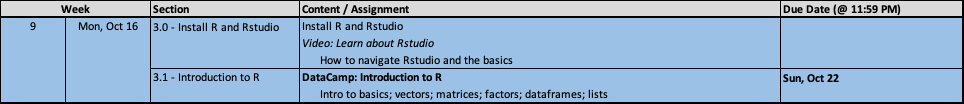 Week Section Content / Assignment Due Date (@ 11:59 PM)
9 Mon, Oct 16 3.0 - Install R and Rstudio Install R and Rstudio
Video: Learn about Rstudio
How to navigate Rstudio and the basics
3.1 - Introduction to R DataCamp: Introduction to R Sun, Oct 22
Intro to basics; vectors; matrices; factors; dataframes; lists